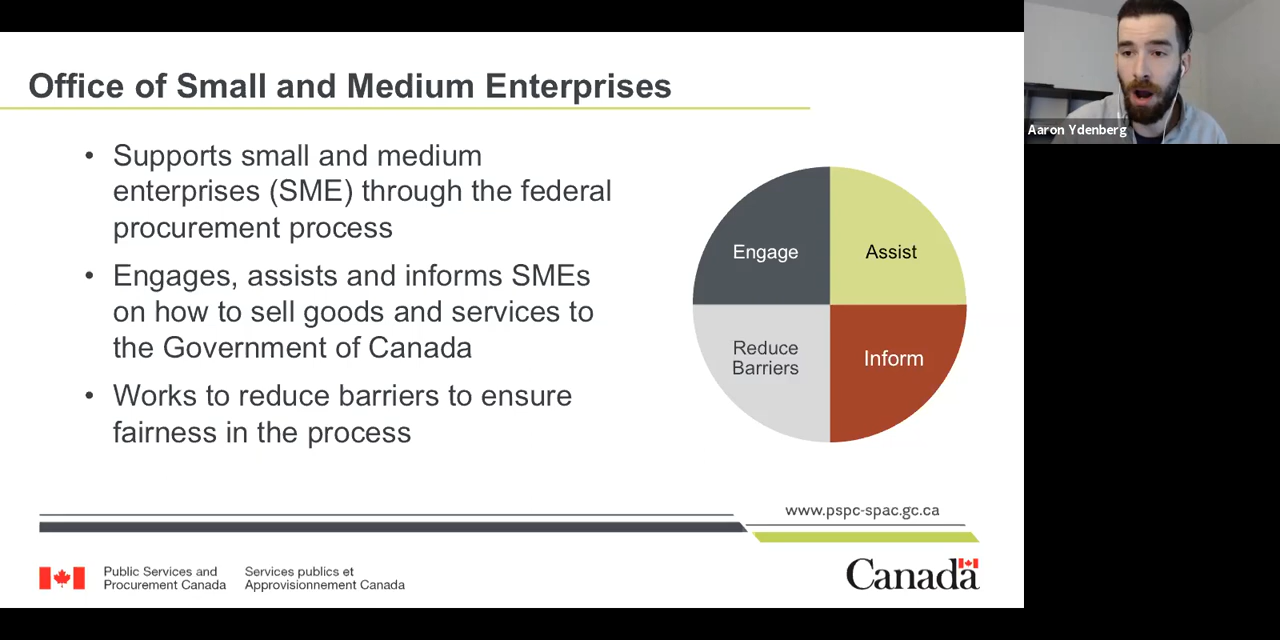 Office of Small and Medium Enterprises
• Supports small and medium
enterprises (SME) through the federal
procurement process
• Engages, assists and informs SMEs
on how to sell goods and services to
the Government of Canada
• Works to reduce barriers to ensure
fairness in the process
Engage
Assist
Reduce
Barriers
Inform
www.pspc-spac.gc.ca
Public Services and
Procurement Canada
Services publics et
Approvisionnement Canada
Canada
Aaron Ydenberg